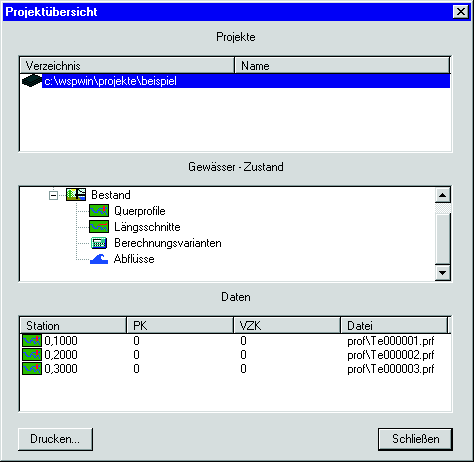 Projektübersicht
Projekte
Verzeichnis Name
c:\wspwin\projekte\beispiel
Gewässer - Zustand
Bestand
Querprofile
Längsschnitte
Berechnungsvarianten
Abflüsse
Daten
Station PK VZK Datei
0,1000 0 0 prof\Te000001.prf
0,2000 0 0 prof\Te000002.prf
0,3000 0 0 prof\Te000003.prf
Drucken... Schließen